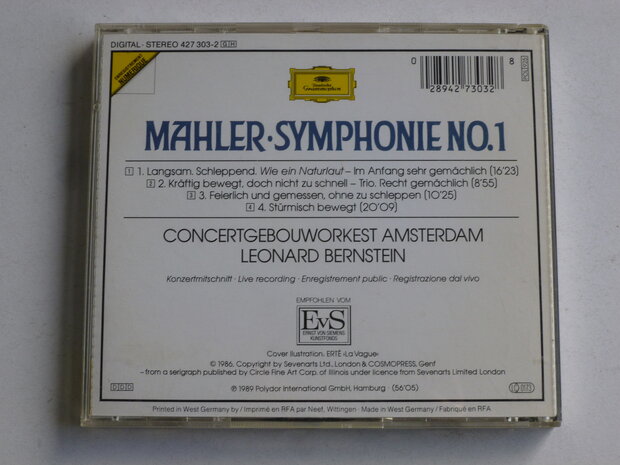 DIGITAL · STEREO 427 303-2 GH
NUMERIQUE
Deutsche
Grammophon
0 28942 73032 8
MAHLER · SYMPHONIE NO. 1
1 1. Langsam. Schleppend. Wie ein Naturlaut – Im Anfang sehr gemächlich (16'23)
2 2. Kräftig bewegt, doch nicht zu schnell – Trio. Recht gemächlich (8'55)
3 3. Feierlich und gemessen, ohne zu schleppen (10'25)
4 4. Stürmisch bewegt (20'09)
CONCERTGEBOUWORKEST AMSTERDAM
LEONARD BERNSTEIN
Konzertmitschnitt · Live recording · Enregistrement public · Registrazione dal vivo
EMPFOHLEN VOM
EvS
ERNST VON SIEMENS
KUNSTFONDS
Cover Ilustration: ERTÉ ›La Vague‹
© 1986, Copyright by Sevenarts Ltd., London & COSMOPRESS, Genf
– from a serigraph published by Circle Fine Art Corp. of Illinois under licence from Sevenarts Limited London
DDD
℗ 1989 Polydor International GmbH, Hamburg · (56'05)
Printed in West Germany by / Imprimé en RFA par Neef, Wittingen · Made in West Germany / Fabriqué en RFA